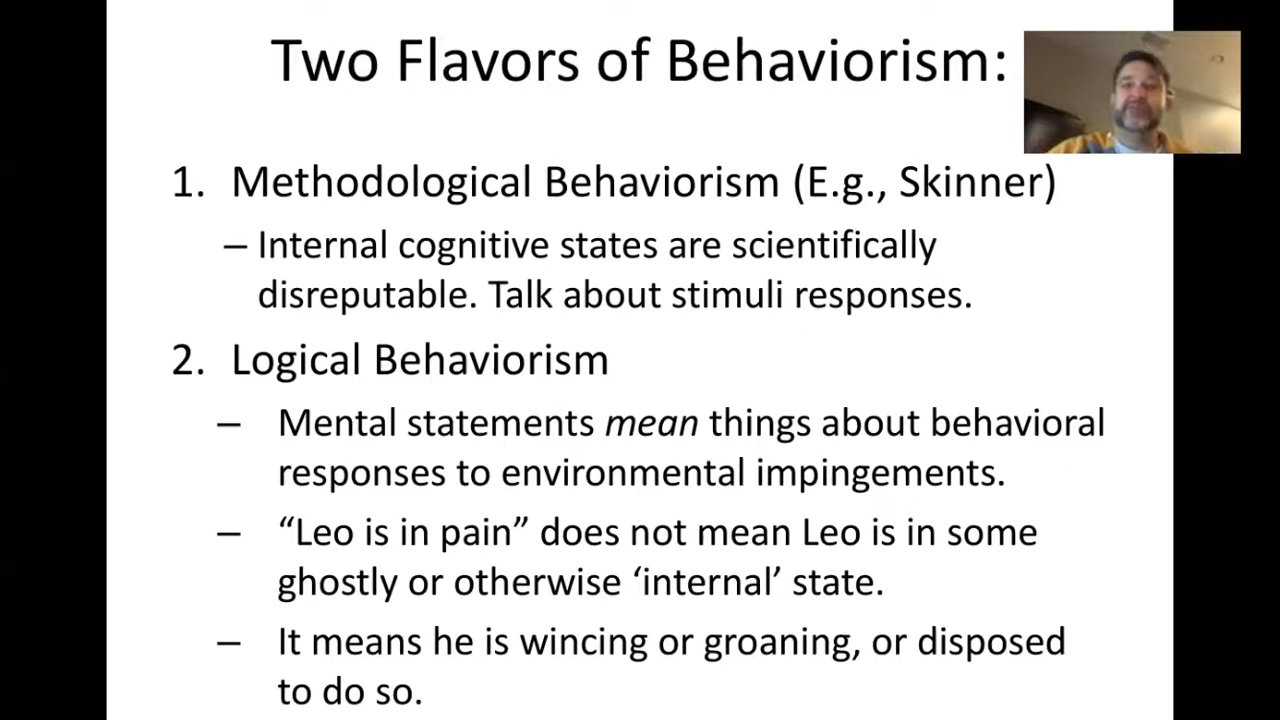 Two Flavors of Behaviorism:
1. Methodological Behaviorism (E.g., Skinner)
– Internal cognitive states are scientifically
disreputable. Talk about stimuli responses.
2. Logical Behaviorism
– Mental statements mean things about behavioral
responses to environmental impingements.
– “Leo is in pain” does not mean Leo is in some
ghostly or otherwise ‘internal’ state.
– It means he is wincing or groaning, or disposed
to do so.